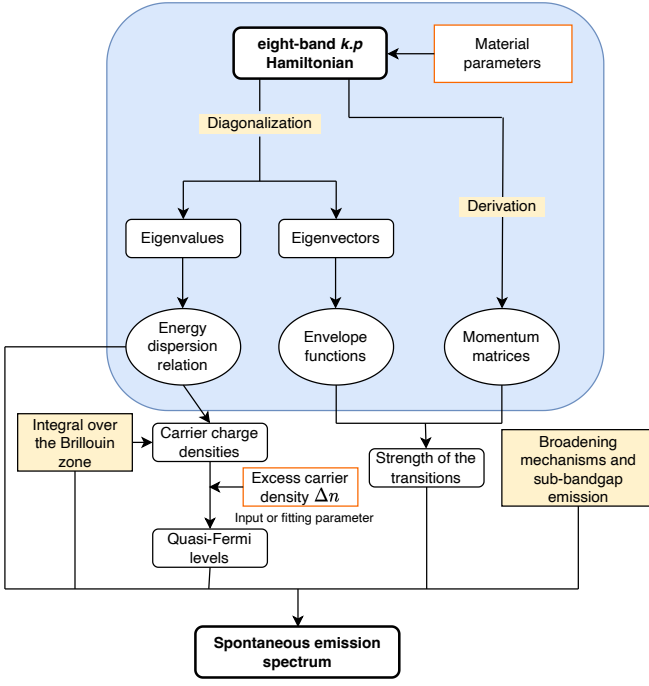 eight-band k.p
Hamiltonian
Material
parameters
Diagonalization
Derivation
Eigenvalues
Eigenvectors
Energy
dispersion
relation
Envelope
functions
Momentum
matrices
Integral over
the Brillouin
zone
Carrier charge
densities
Strength of the
transitions
Broadening
mechanisms and
sub-bandgap
emission
Excess carrier
density Δn
Input or fitting parameter
Quasi-Fermi
levels
Spontaneous emission
spectrum